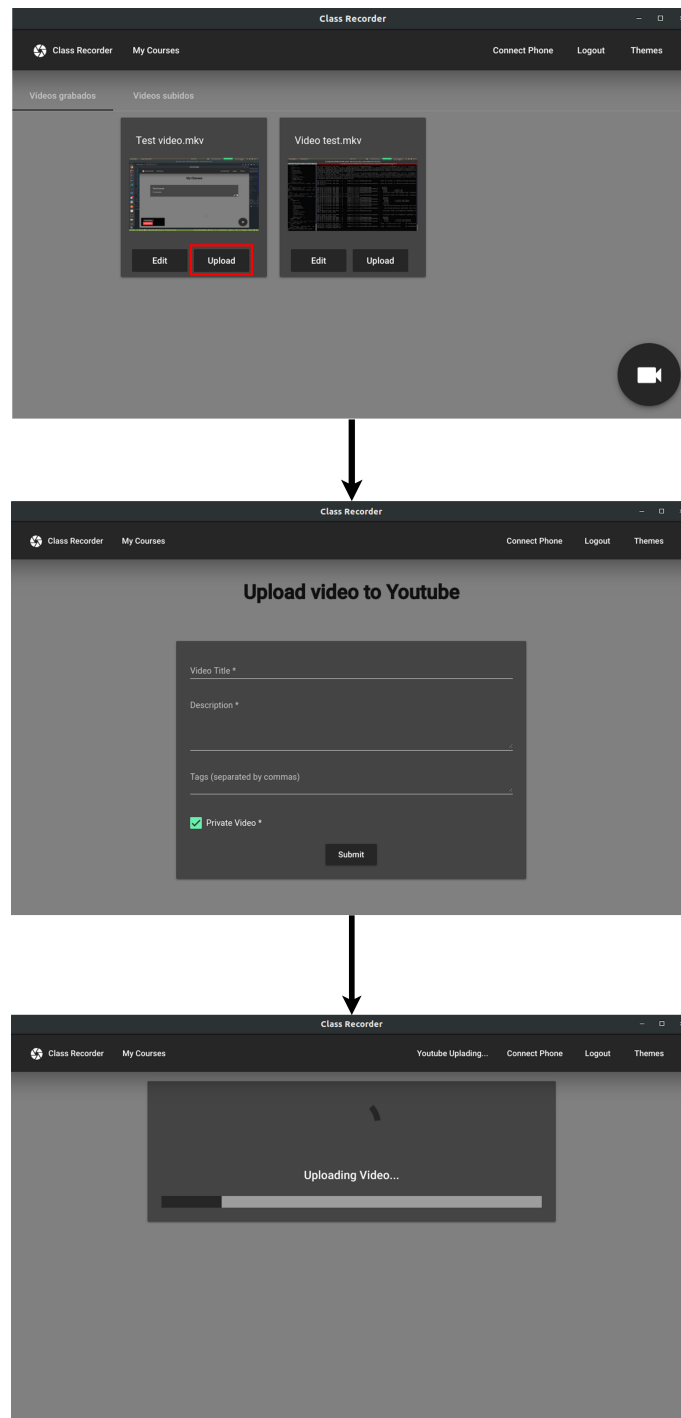 Class Recorder
Class Recorder My Courses Connect Phone Logout Themes
Vídeos grabados Videos subidos
Test video.mkv Video test.mkv
Edit Upload Edit Upload
Class Recorder
Class Recorder My Courses Connect Phone Logout Themes
Upload video to Youtube
Video Title *
Description *
Tags (separated by commas)
Private Video *
Submit
Class Recorder
Class Recorder My Courses Youtube Uplading... Connect Phone Logout Themes
Uploading Video...